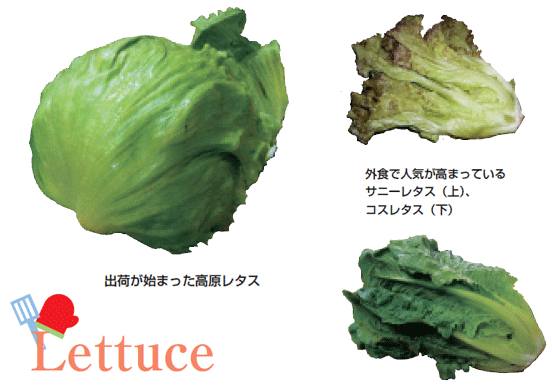 外食で人気が高まっている
サニーレタス（上）、
コスレタス（下）
出荷が始まった高原レタス
Lettuce